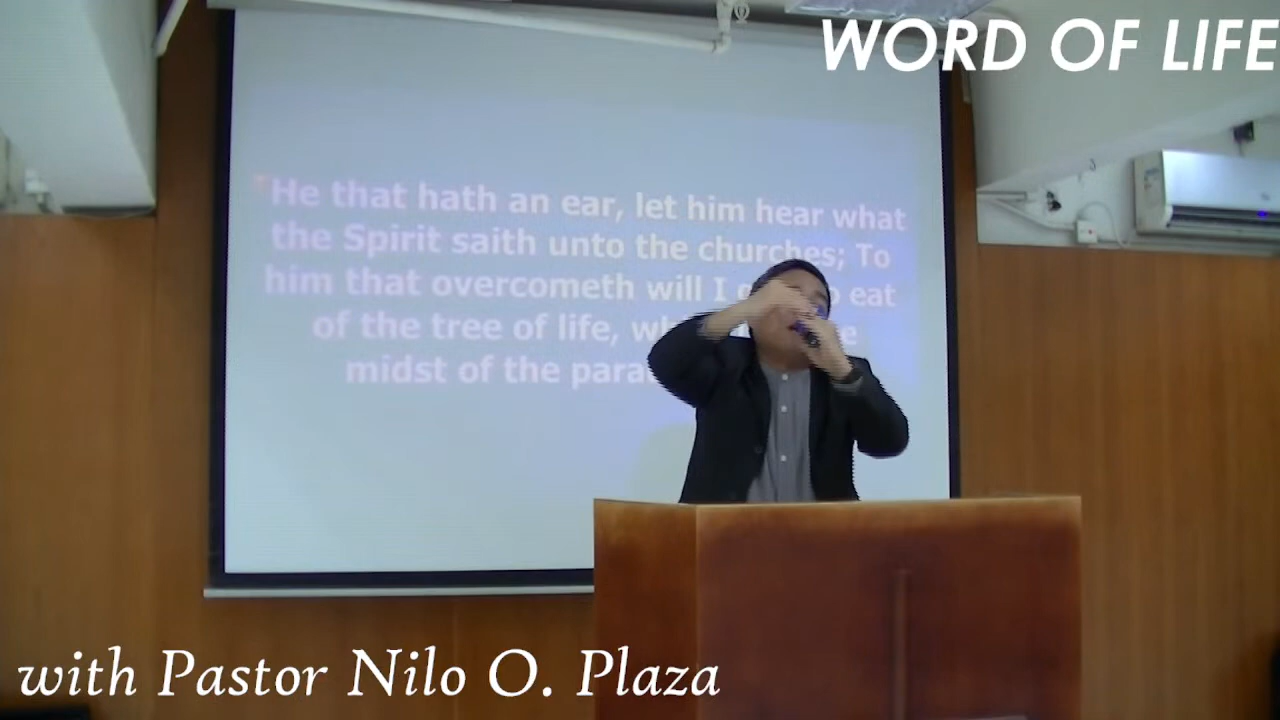 WORD OF LIFE
He that hath an ear, let him hear what
the Spirit saith unto the churches; To
him that overcometh will I eat
of the tree of life,
midst of the
with Pastor Nilo O. Plaza